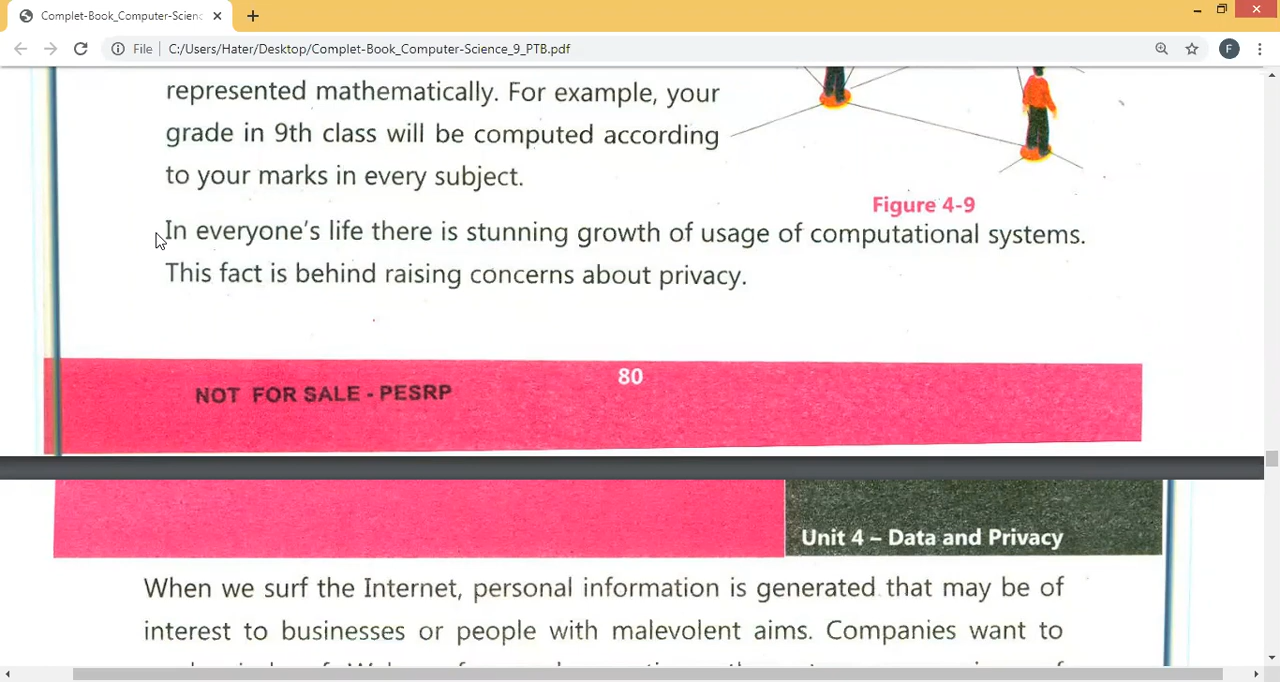 Complet-Book_Computer-Scienc
File
C:/Users/Hater/Desktop/Complet-Book_Computer-Science_9_PTB.pdf
F
represented mathematically. For example, your
grade in 9th class will be computed according
to your marks in every subject.
Figure 4-9
In everyone's life there is stunning growth of usage of computational systems.
This fact is behind raising concerns about privacy.
80
NOT FOR SALE - PESRP
Unit 4 – Data and Privacy
When we surf the Internet, personal information is generated that may be of
interest to businesses or people with malevolent aims. Companies want to